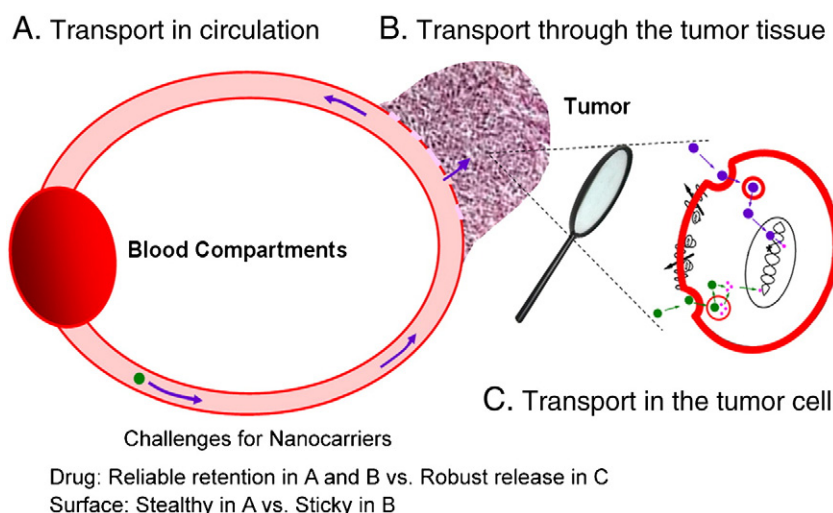 A. Transport in circulation
B. Transport through the tumor tissue
Tumor
Blood Compartments
C. Transport in the tumor cell
Challenges for Nanocarriers
Drug: Reliable retention in A and B vs. Robust release in C
Surface: Stealthy in A vs. Sticky in B